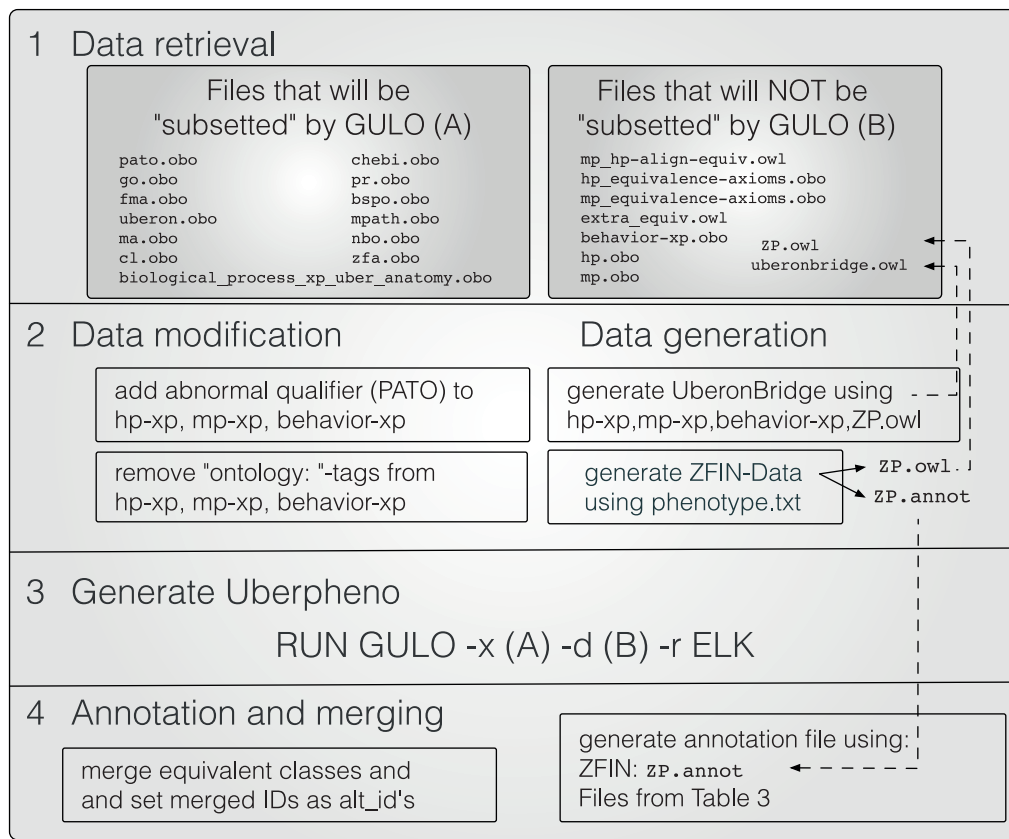 1 Data retrieval
Files that will be
"subsetted" by GULO (A)
pato.obo
go.obo
fma.obo
uberon.obo
ma.obo
cl.obo
chebi.obo
pr.obo
bspo.obo
mpath.obo
nbo.obo
zfa.obo
biological_process_xp_uber_anatomy.obo
Files that will NOT be
"subsetted" by GULO (B)
mp_hp-align-equiv.owl
hp_equivalence-axioms.obo
mp_equivalence-axioms.obo
extra_equiv.owl
behavior-xp.obo
hp.obo
mp.obo
ZP.owl
uberonbridge.owl
2 Data modification
add abnormal qualifier (PATO) to
hp-xp, mp-xp, behavior-xp
remove "ontology: "-tags from
hp-xp, mp-xp, behavior-xp
Data generation
generate UberonBridge using
hp-xp,mp-xp,behavior-xp,ZP.owl
generate ZFIN-Data
using phenotype.txt
ZP.owl
ZP.annot
3 Generate Uberpheno
RUN GULO -x (A) -d (B) -r ELK
4 Annotation and merging
merge equivalent classes and
and set merged IDs as alt_id's
generate annotation file using:
ZFIN: ZP.annot
Files from Table 3